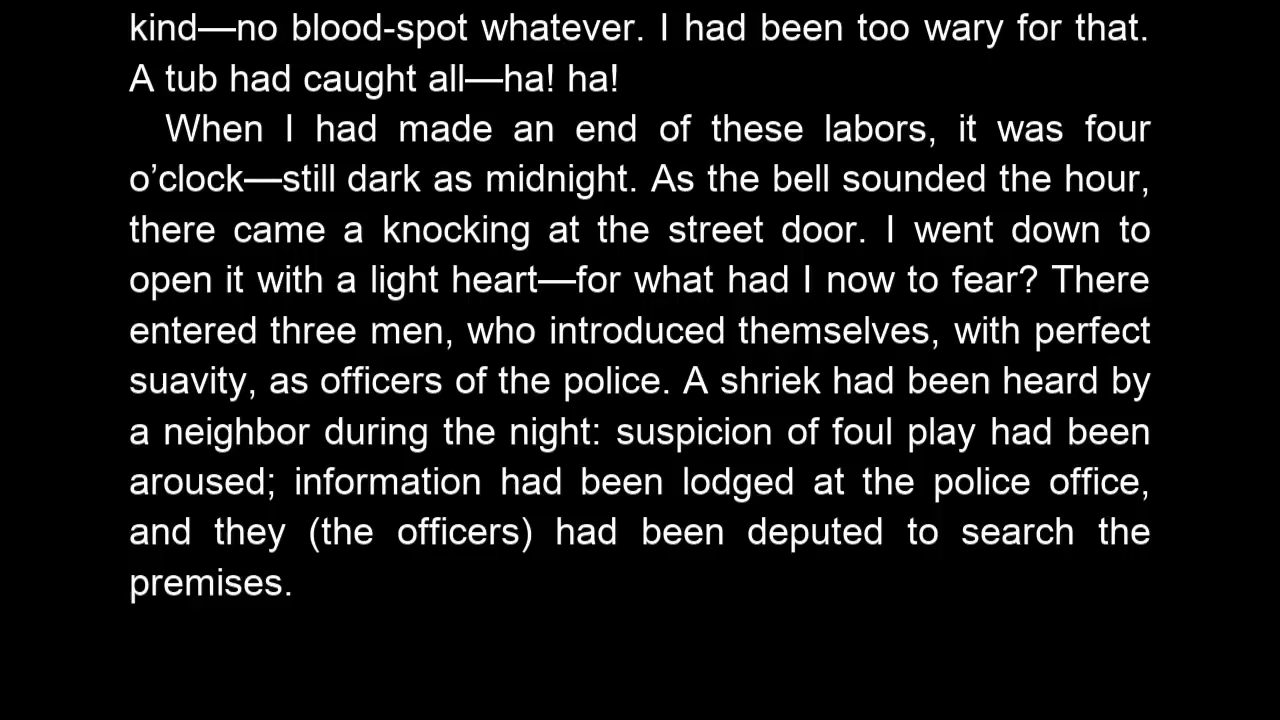 kind—no blood-spot whatever. I had been too wary for that.
A tub had caught all—ha! ha!
When I had made an end of these labors, it was four
o’clock—still dark as midnight. As the bell sounded the hour,
there came a knocking at the street door. I went down to
open it with a light heart—for what had I now to fear? There
entered three men, who introduced themselves, with perfect
suavity, as officers of the police. A shriek had been heard by
a neighbor during the night: suspicion of foul play had been
aroused; information had been lodged at the police office,
and they (the officers) had been deputed to search the
premises.